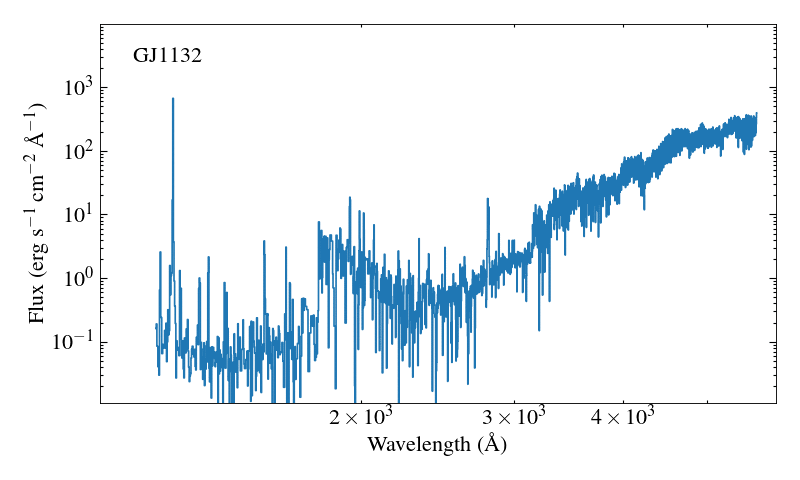 GJ1132
Flux (erg s⁻¹ cm⁻² Å⁻¹)
10³
10²
10¹
10⁰
10⁻¹
2 × 10³ 3 × 10³ 4 × 10³
Wavelength (Å)